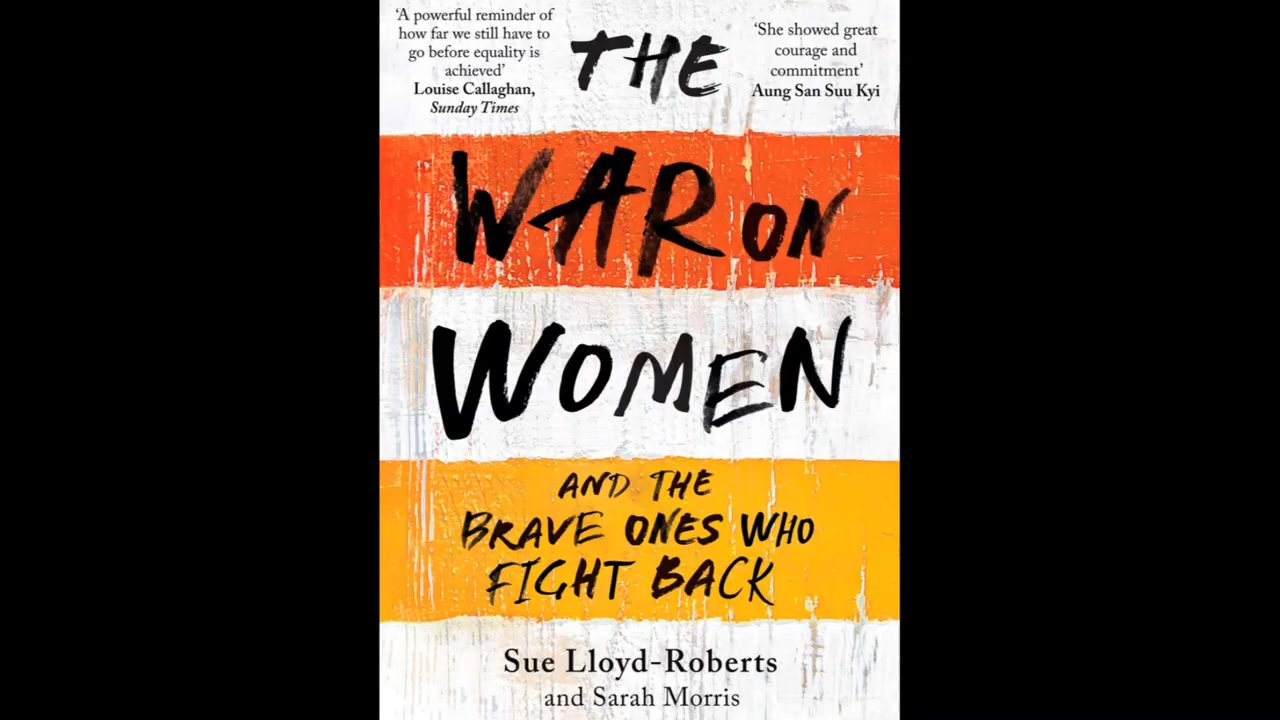 ‘A powerful reminder of
how far we still have to
go before equality is
achieved’
Louise Callaghan,
Sunday Times
THE
‘She showed great
courage and
commitment’
Aung San Suu Kyi
WAR ON
WOMEN
AND THE
BRAVE ONES WHO
FIGHT BACK
Sue Lloyd-Roberts
and Sarah Morris